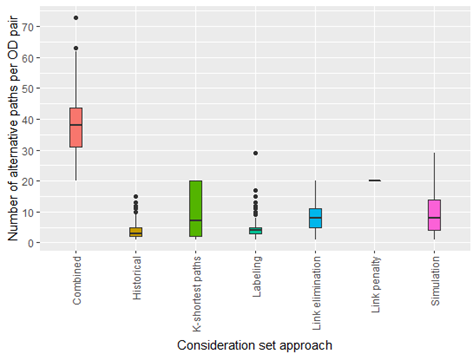 Number of alternative paths per OD pair
70
60
50
40
30
20
10
0
Combined
Historical
K-shortest paths
Labeling
Link elimination
Link penalty
Simulation
Consideration set approach